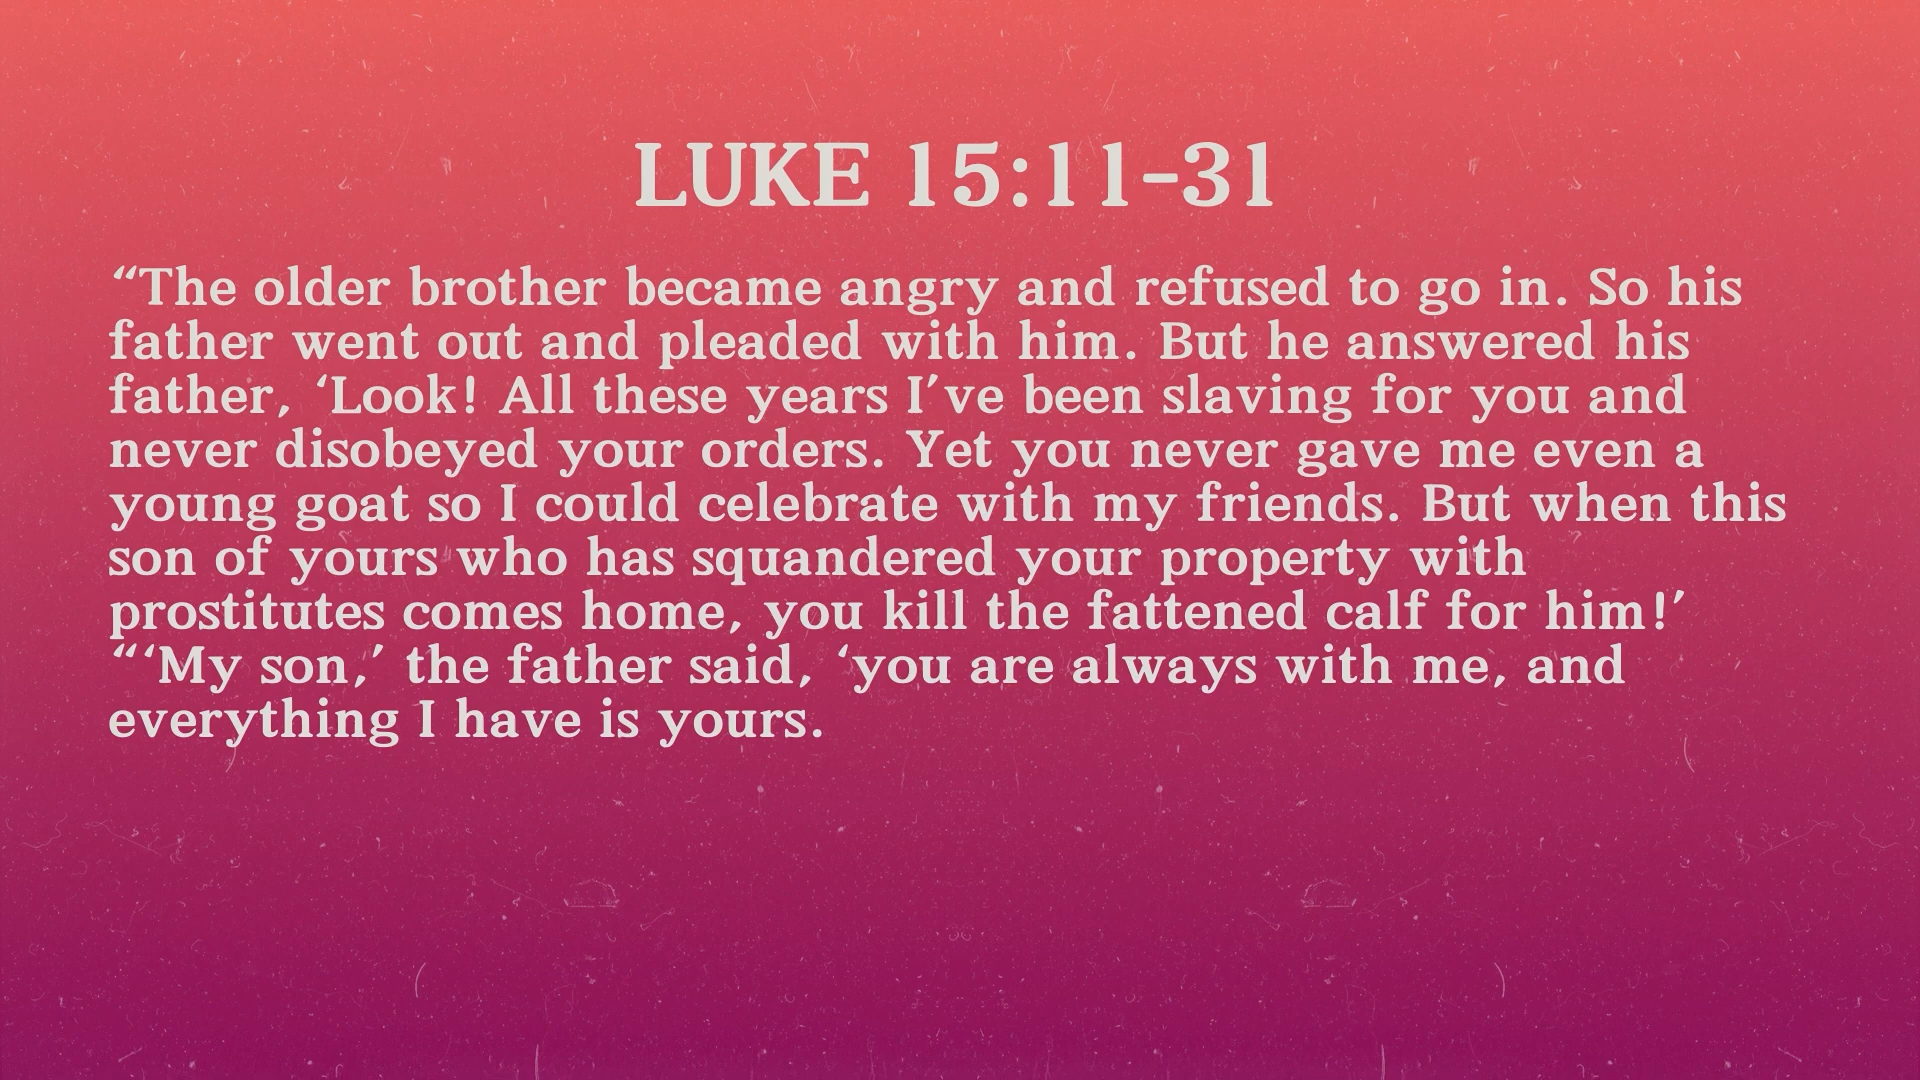 LUKE 15:11-31
“The older brother became angry and refused to go in. So his
father went out and pleaded with him. But he answered his
father, ‘Look! All these years I’ve been slaving for you and
never disobeyed your orders. Yet you never gave me even a
young goat so I could celebrate with my friends. But when this
son of yours who has squandered your property with
prostitutes comes home, you kill the fattened calf for him!’
“‘My son,’ the father said, ‘you are always with me, and
everything I have is yours.